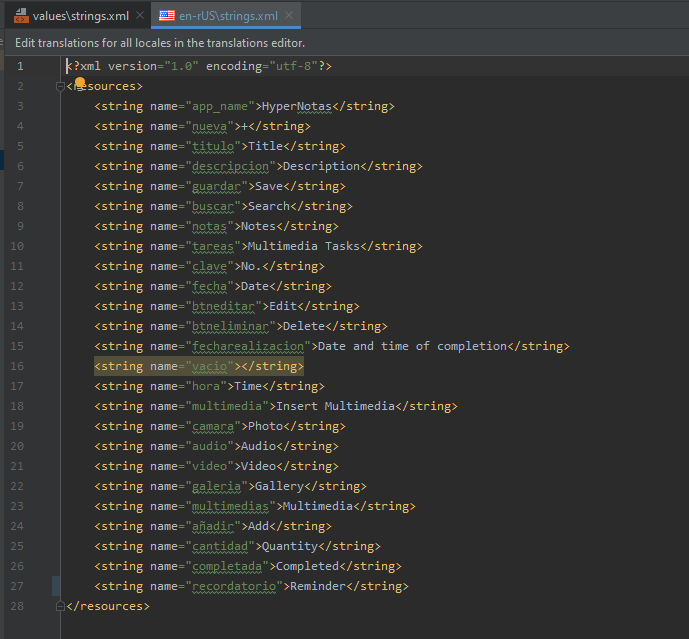 values\strings.xml
en-rUS\strings.xml
Edit translations for all locales in the translations editor.
1 <?xml version="1.0" encoding="utf-8"?>
2 <resources>
3 <string name="app_name">HyperNotas</string>
4 <string name="nueva">+</string>
5 <string name="titulo">Title</string>
6 <string name="descripcion">Description</string>
7 <string name="guardar">Save</string>
8 <string name="buscar">Search</string>
9 <string name="notas">Notes</string>
10 <string name="tareas">Multimedia Tasks</string>
11 <string name="clave">No.</string>
12 <string name="fecha">Date</string>
13 <string name="btneditar">Edit</string>
14 <string name="btneliminar">Delete</string>
15 <string name="fecharealizacion">Date and time of completion</string>
16 <string name="vacio"></string>
17 <string name="hora">Time</string>
18 <string name="multimedia">Insert Multimedia</string>
19 <string name="camara">Photo</string>
20 <string name="audio">Audio</string>
21 <string name="video">Video</string>
22 <string name="galeria">Gallery</string>
23 <string name="multimedias">Multimedia</string>
24 <string name="añadir">Add</string>
25 <string name="cantidad">Quantity</string>
26 <string name="completada">Completed</string>
27 <string name="recordatorio">Reminder</string>
28 </resources>